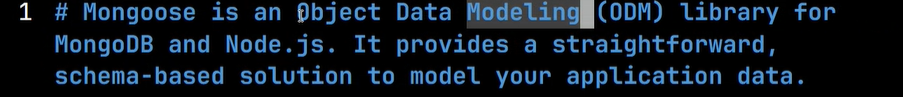 1 # Mongoose is an Object Data Modeling (ODM) library for
MongoDB and Node.js. It provides a straightforward,
schema-based solution to model your application data.